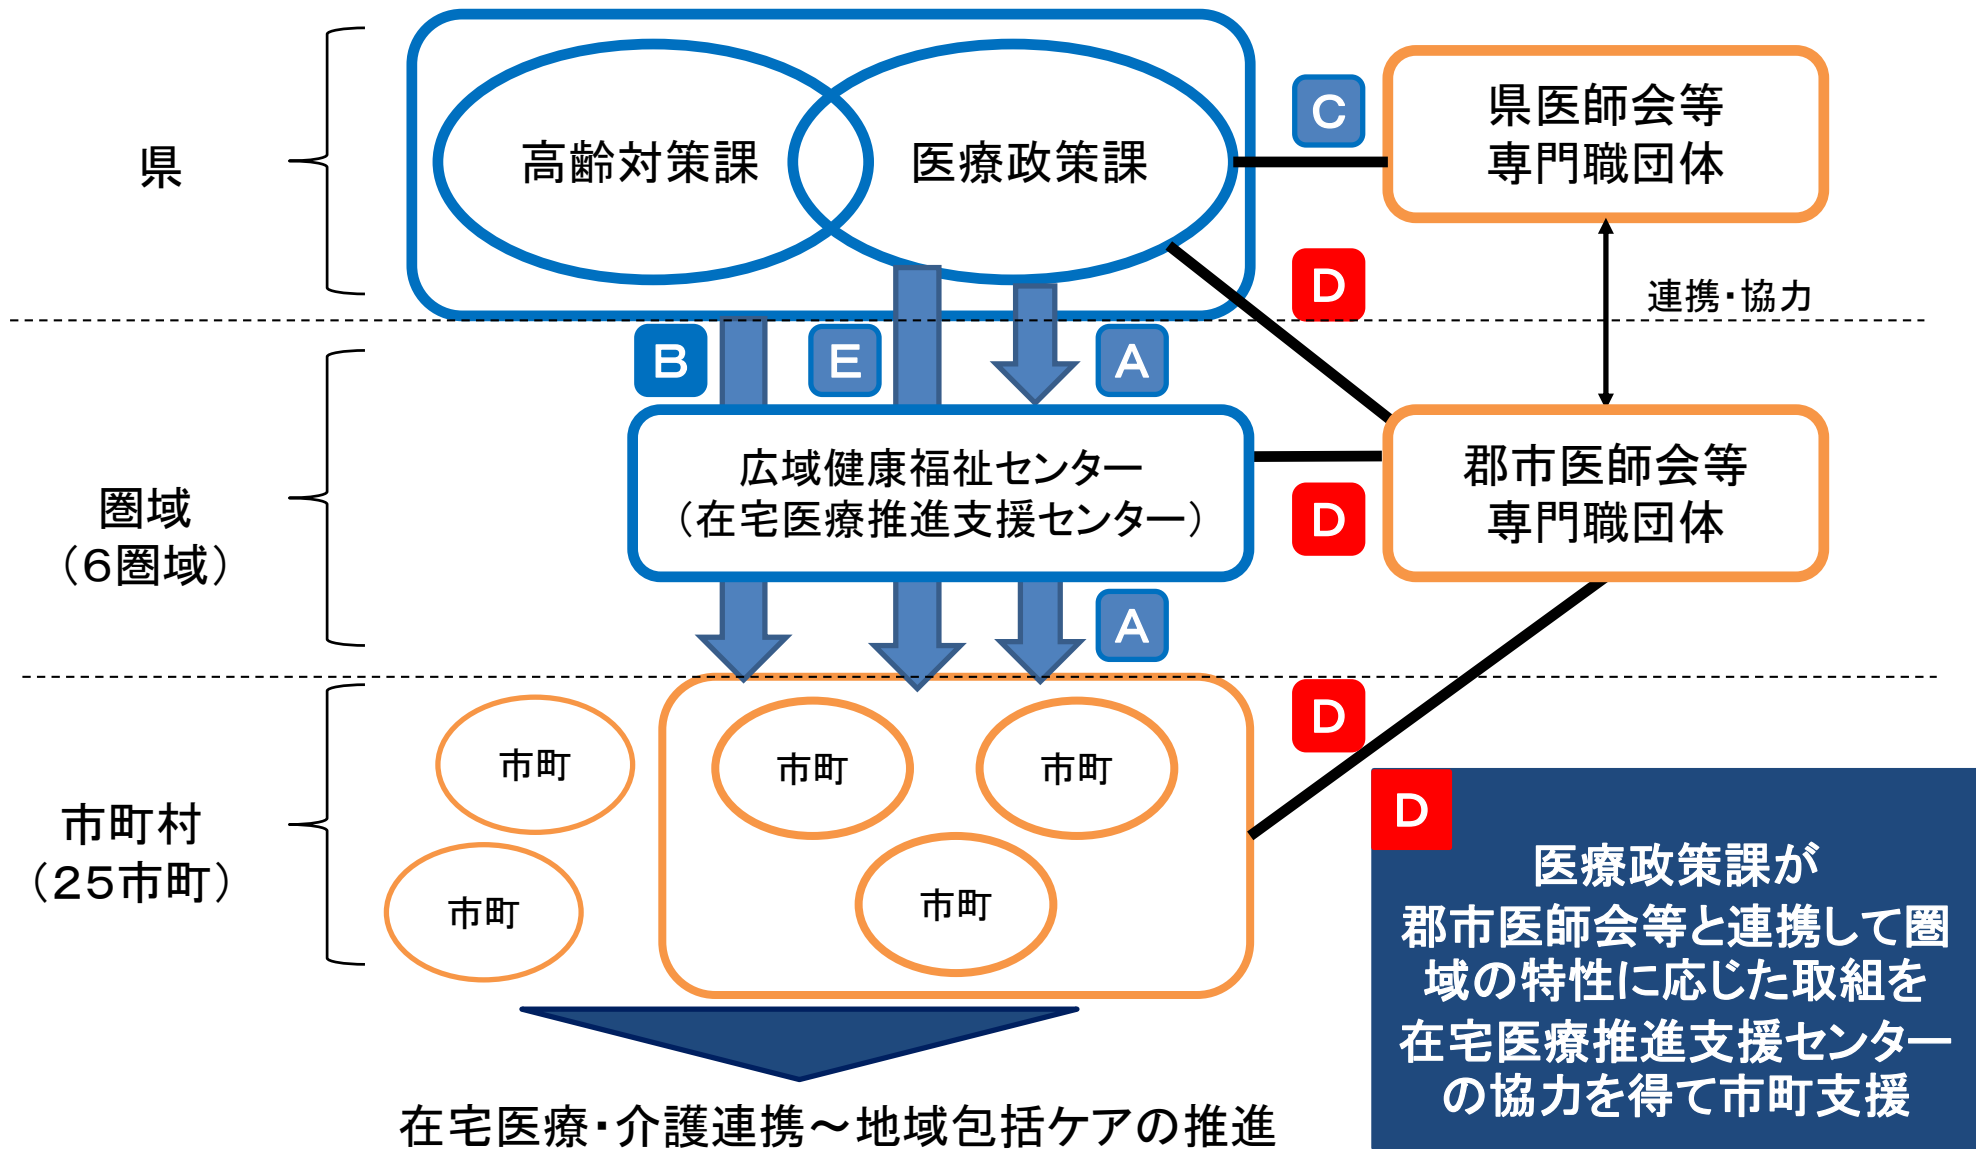 県
高齢対策課
医療政策課
C
県医師会等
専門職団体
D
連携・協力
B
E
A
圏域
（６圏域）
広域健康福祉センター
（在宅医療推進支援センター）
D
郡市医師会等
専門職団体
A
市町村
（２５市町）
市町
市町
市町
市町
市町
D
D
医療政策課が
郡市医師会等と連携して圏
域の特性に応じた取組を
在宅医療推進支援センター
の協力を得て市町支援
在宅医療・介護連携～地域包括ケアの推進